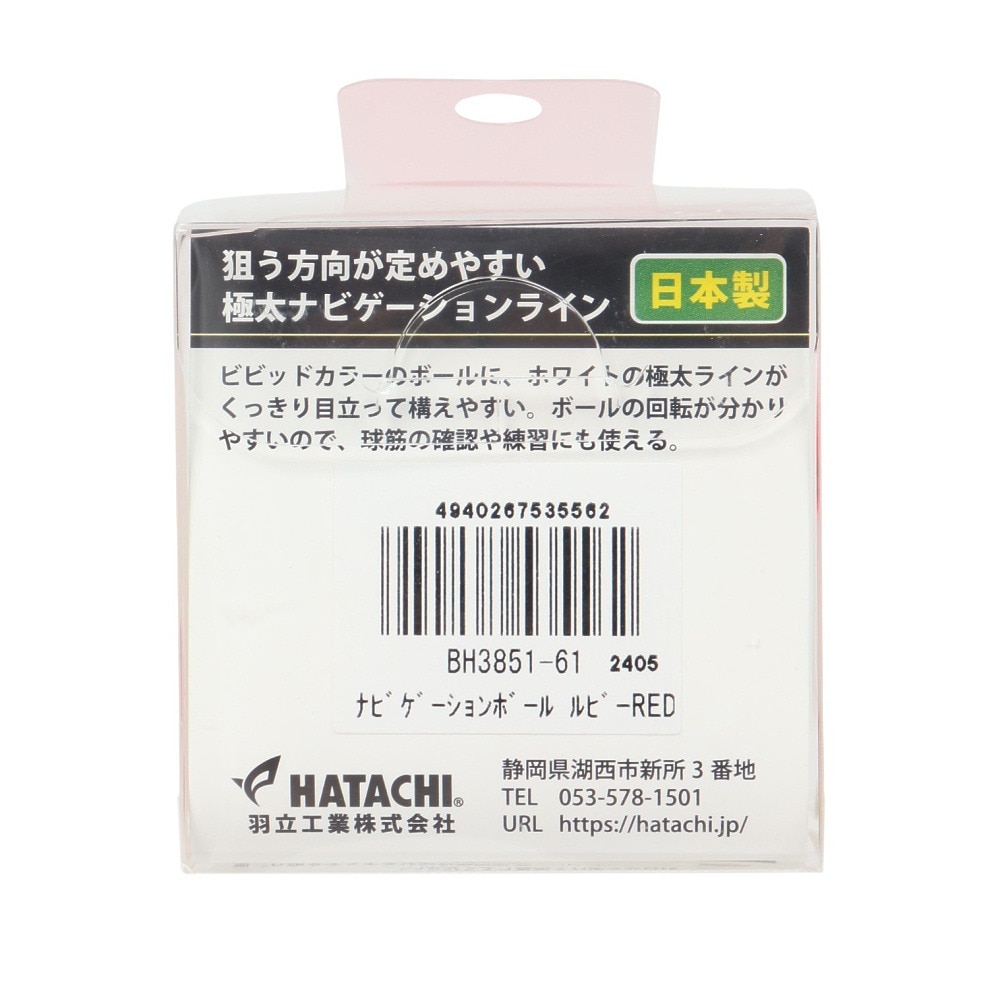 狙う方向が定めやすい
極太ナビゲーションライン
日本製
ビビッドカラーのボールに、ホワイトの極太ラインが
くっきり目立って構えやすい。ボールの回転が分かり
やすいので、球筋の確認や練習にも使える。
4940267535562
BH3851-61 2405
ﾅﾋﾞｹﾞｰｼｮﾝﾎﾞｰﾙ ﾙﾋﾞｰRED
HATACHI®
羽立工業株式会社
静岡県湖西市新所3番地
TEL 053-578-1501
URL https://hatachi.jp/